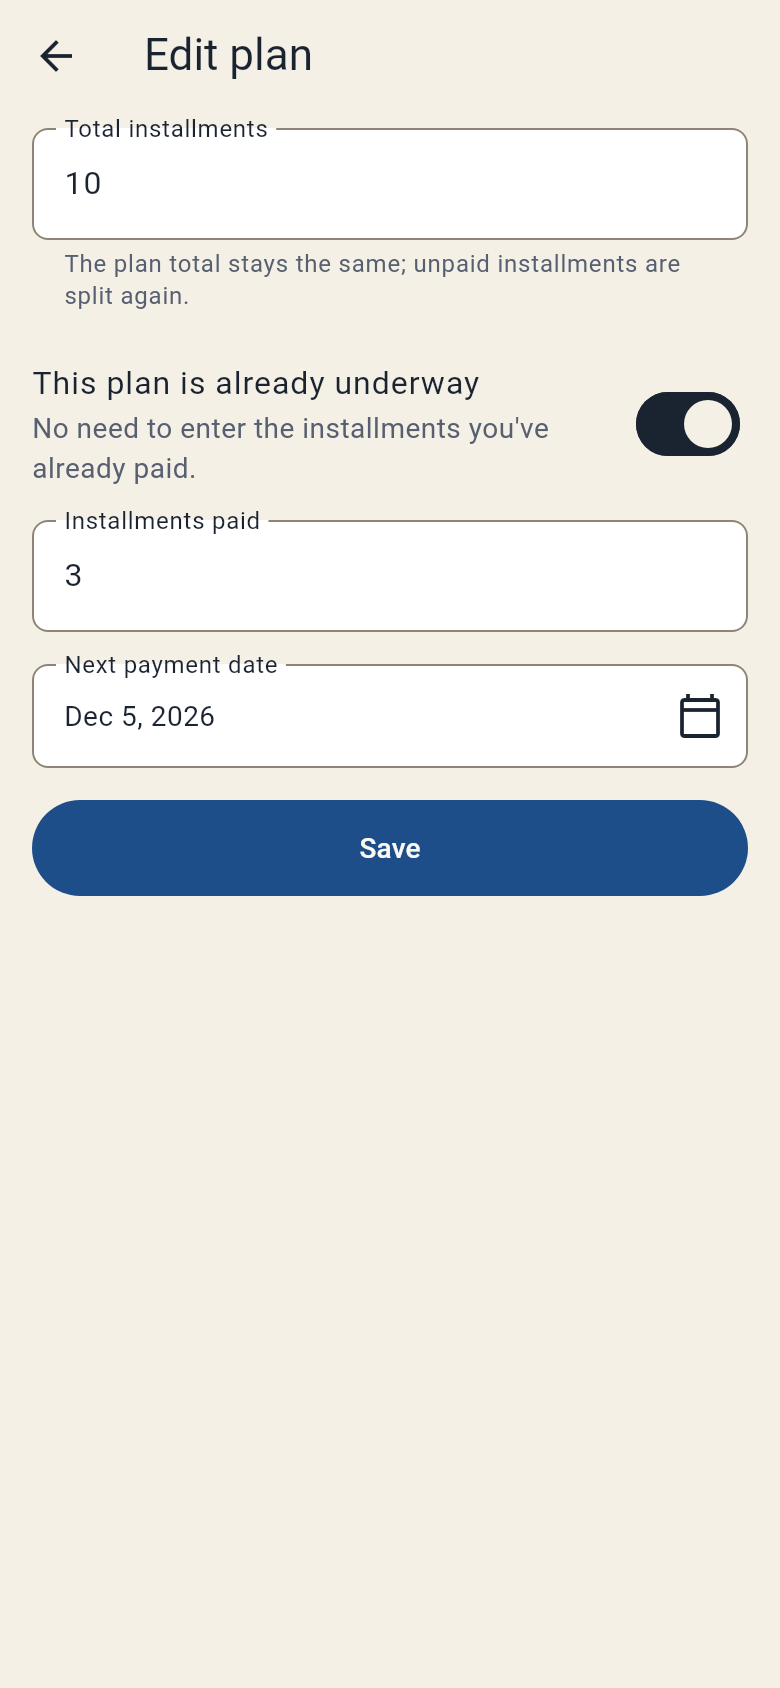 Edit plan
Total installments
10
The plan total stays the same; unpaid installments are
split again.
This plan is already underway
No need to enter the installments you've
already paid.
Installments paid
3
Next payment date
Dec 5, 2026
Save